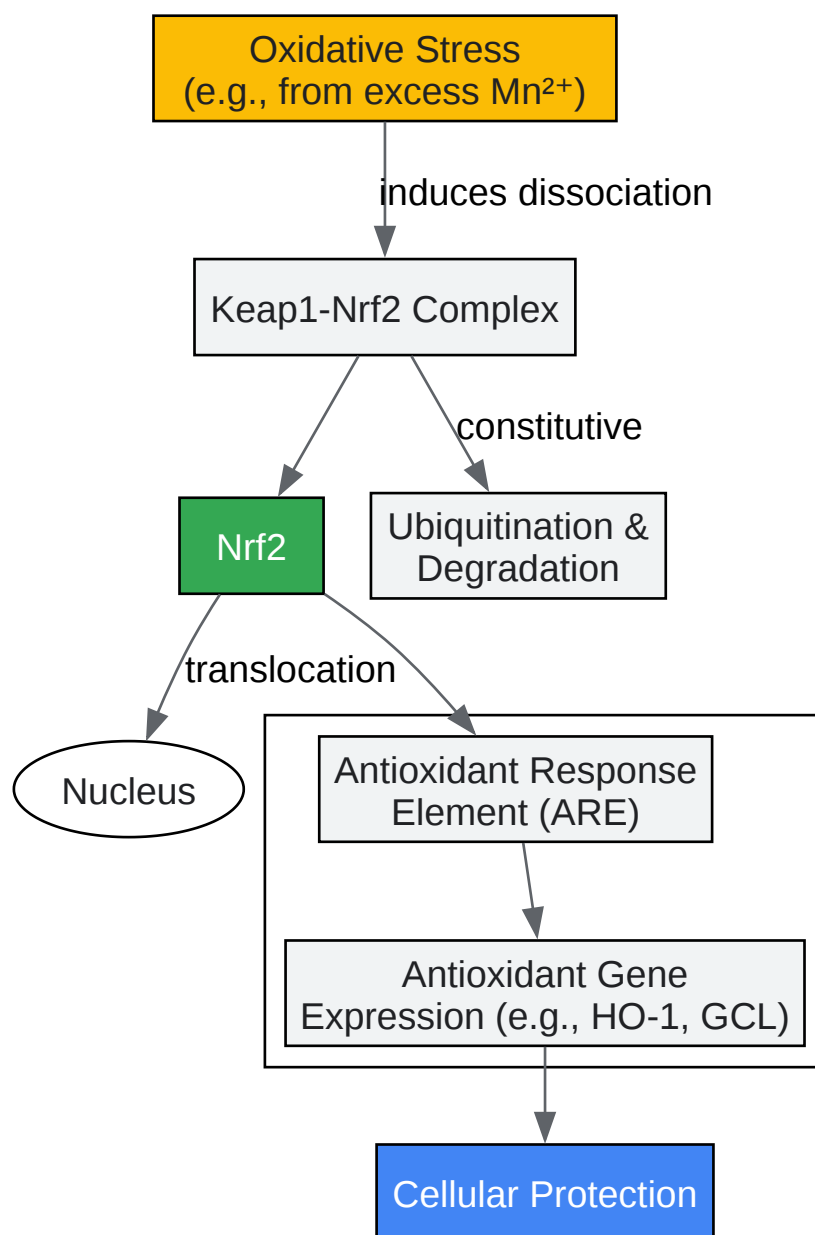 Oxidative Stress
(e.g., from excess Mn²⁺)
induces dissociation
Keap1-Nrf2 Complex
constitutive
Nrf2
Ubiquitination &
Degradation
translocation
Nucleus
Antioxidant Response
Element (ARE)
Antioxidant Gene
Expression (e.g., HO-1, GCL)
Cellular Protection